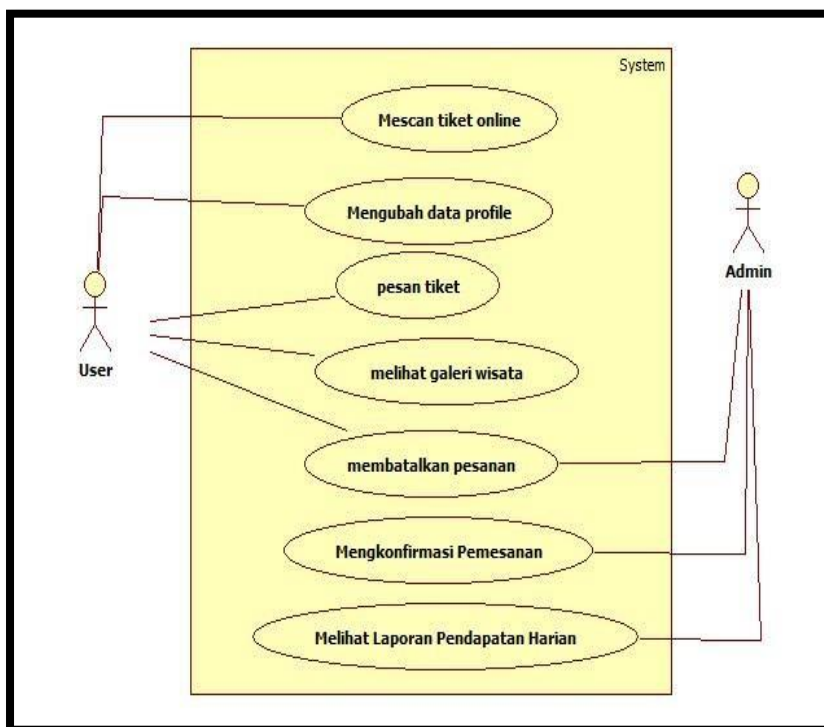 System
Mescan tiket online
Mengubah data profile
pesan tiket
Admin
User
melihat galeri wisata
membatalkan pesanan
Mengkonfirmasi Pemesanan
Melihat Laporan Pendapatan Harian